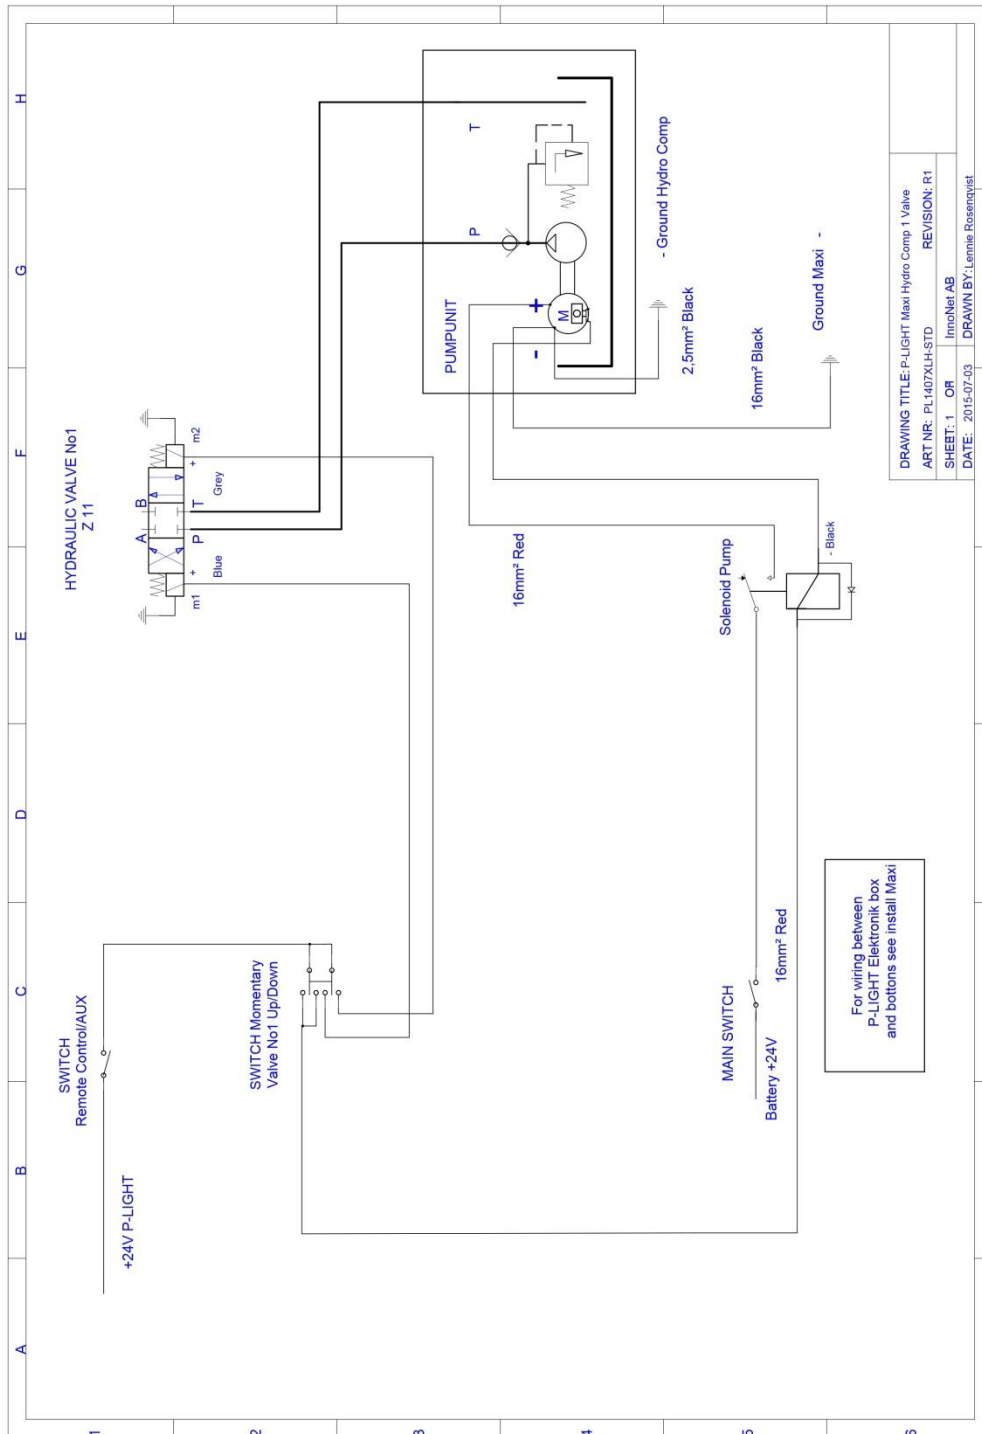 H
G
F
E
D
C
B
A
1
2
3
4
5
6
HYDRAULIC VALVE No1
Z 11
A
B
P
T
m1
+
Blue
m2
+
Grey
PUMPUNIT
-
+
M
P
T
- Ground Hydro Comp
2,5mm² Black
16mm² Black
Ground Maxi -
16mm² Red
Solenoid Pump
- Black
SWITCH
Remote Control/AUX
+24V P-LIGHT
SWITCH Momentary
Valve No1 Up/Down
MAIN SWITCH
Battery +24V
16mm² Red
For wiring between
P-LIGHT Elektronik box
and bottons see install Maxi
DRAWING TITLE: P-LIGHT Maxi Hydro Comp 1 Valve
ART NR: PL1407XLH-STD REVISION: R1
SHEET: 1 OF: InnoNet AB
DATE: 2015-07-03 DRAWN BY: Lennie Rosenqvist